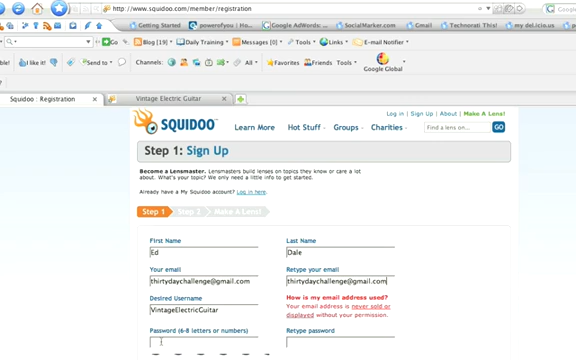 http://www.squidoo.com/member/registration
Getting Started powerofyou | Ho... Google AdWords: ... SocialMarker.com Gmail Technorati This! my del.icio.us
Blog [19] Daily Training Messages [0] Tools Links E-mail Notifier
I like it! Send to Channels: All Favorites Friends Tools Google Global
Squidoo : Registration Vintage Electric Guitar
Log in | Sign Up | About | Make A Lens!
SQUIDOO Learn More Hot Stuff Groups Charities Find a lens on... GO
Step 1: Sign Up
Become a Lensmaster. Lensmasters build lenses on topics they know or care a lot
about. What's your topic? We only need a little info to get started.
Already have a My Squidoo account? Log in here.
Step 1 Step 2 Make A Lens!
First Name Last Name
Ed Dale
Your email Retype your email
thirtydaychallenge@gmail.com thirtydaychallenge@gmail.com
Desired Username How is my email address used?
VintageElectricGuitar Your email address is never sold or
displayed without your permission.
Password (6-8 letters or numbers) Retype password